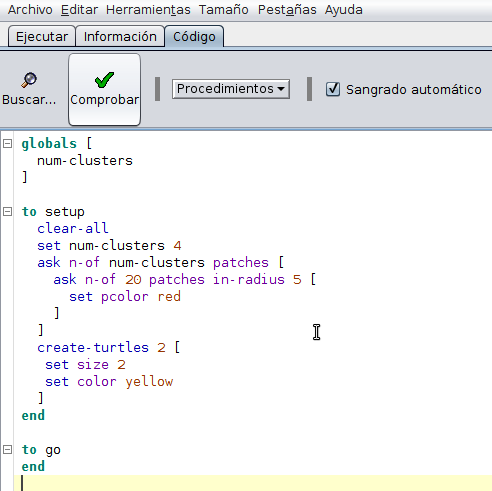 Archivo Editar Herramientas Tamaño Pestañas Ayuda
Ejecutar Información Código
Buscar... Comprobar Procedimientos Sangrado automático
globals [
  num-clusters
]
to setup
  clear-all
  set num-clusters 4
  ask n-of num-clusters patches [
    ask n-of 20 patches in-radius 5 [
      set pcolor red
    ]
  ]
  create-turtles 2 [
   set size 2
   set color yellow
  ]
end
to go
end